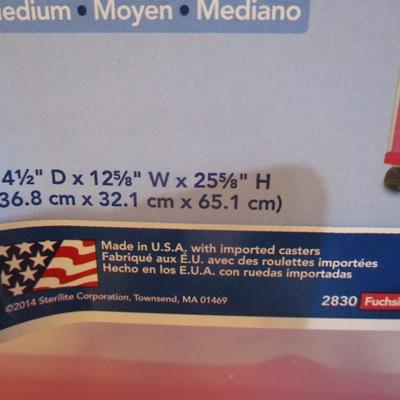 edium • Moyen • Mediano
4½" D x 12⅝" W x 25⅝" H
36.8 cm x 32.1 cm x 65.1 cm)
Made in U.S.A. with imported casters
Fabriqué aux É.U. avec des roulettes importées
Hecho en los E.U.A. con ruedas importadas
©2014 Sterilite Corporation, Townsend, MA 01469
2830 Fuchsi